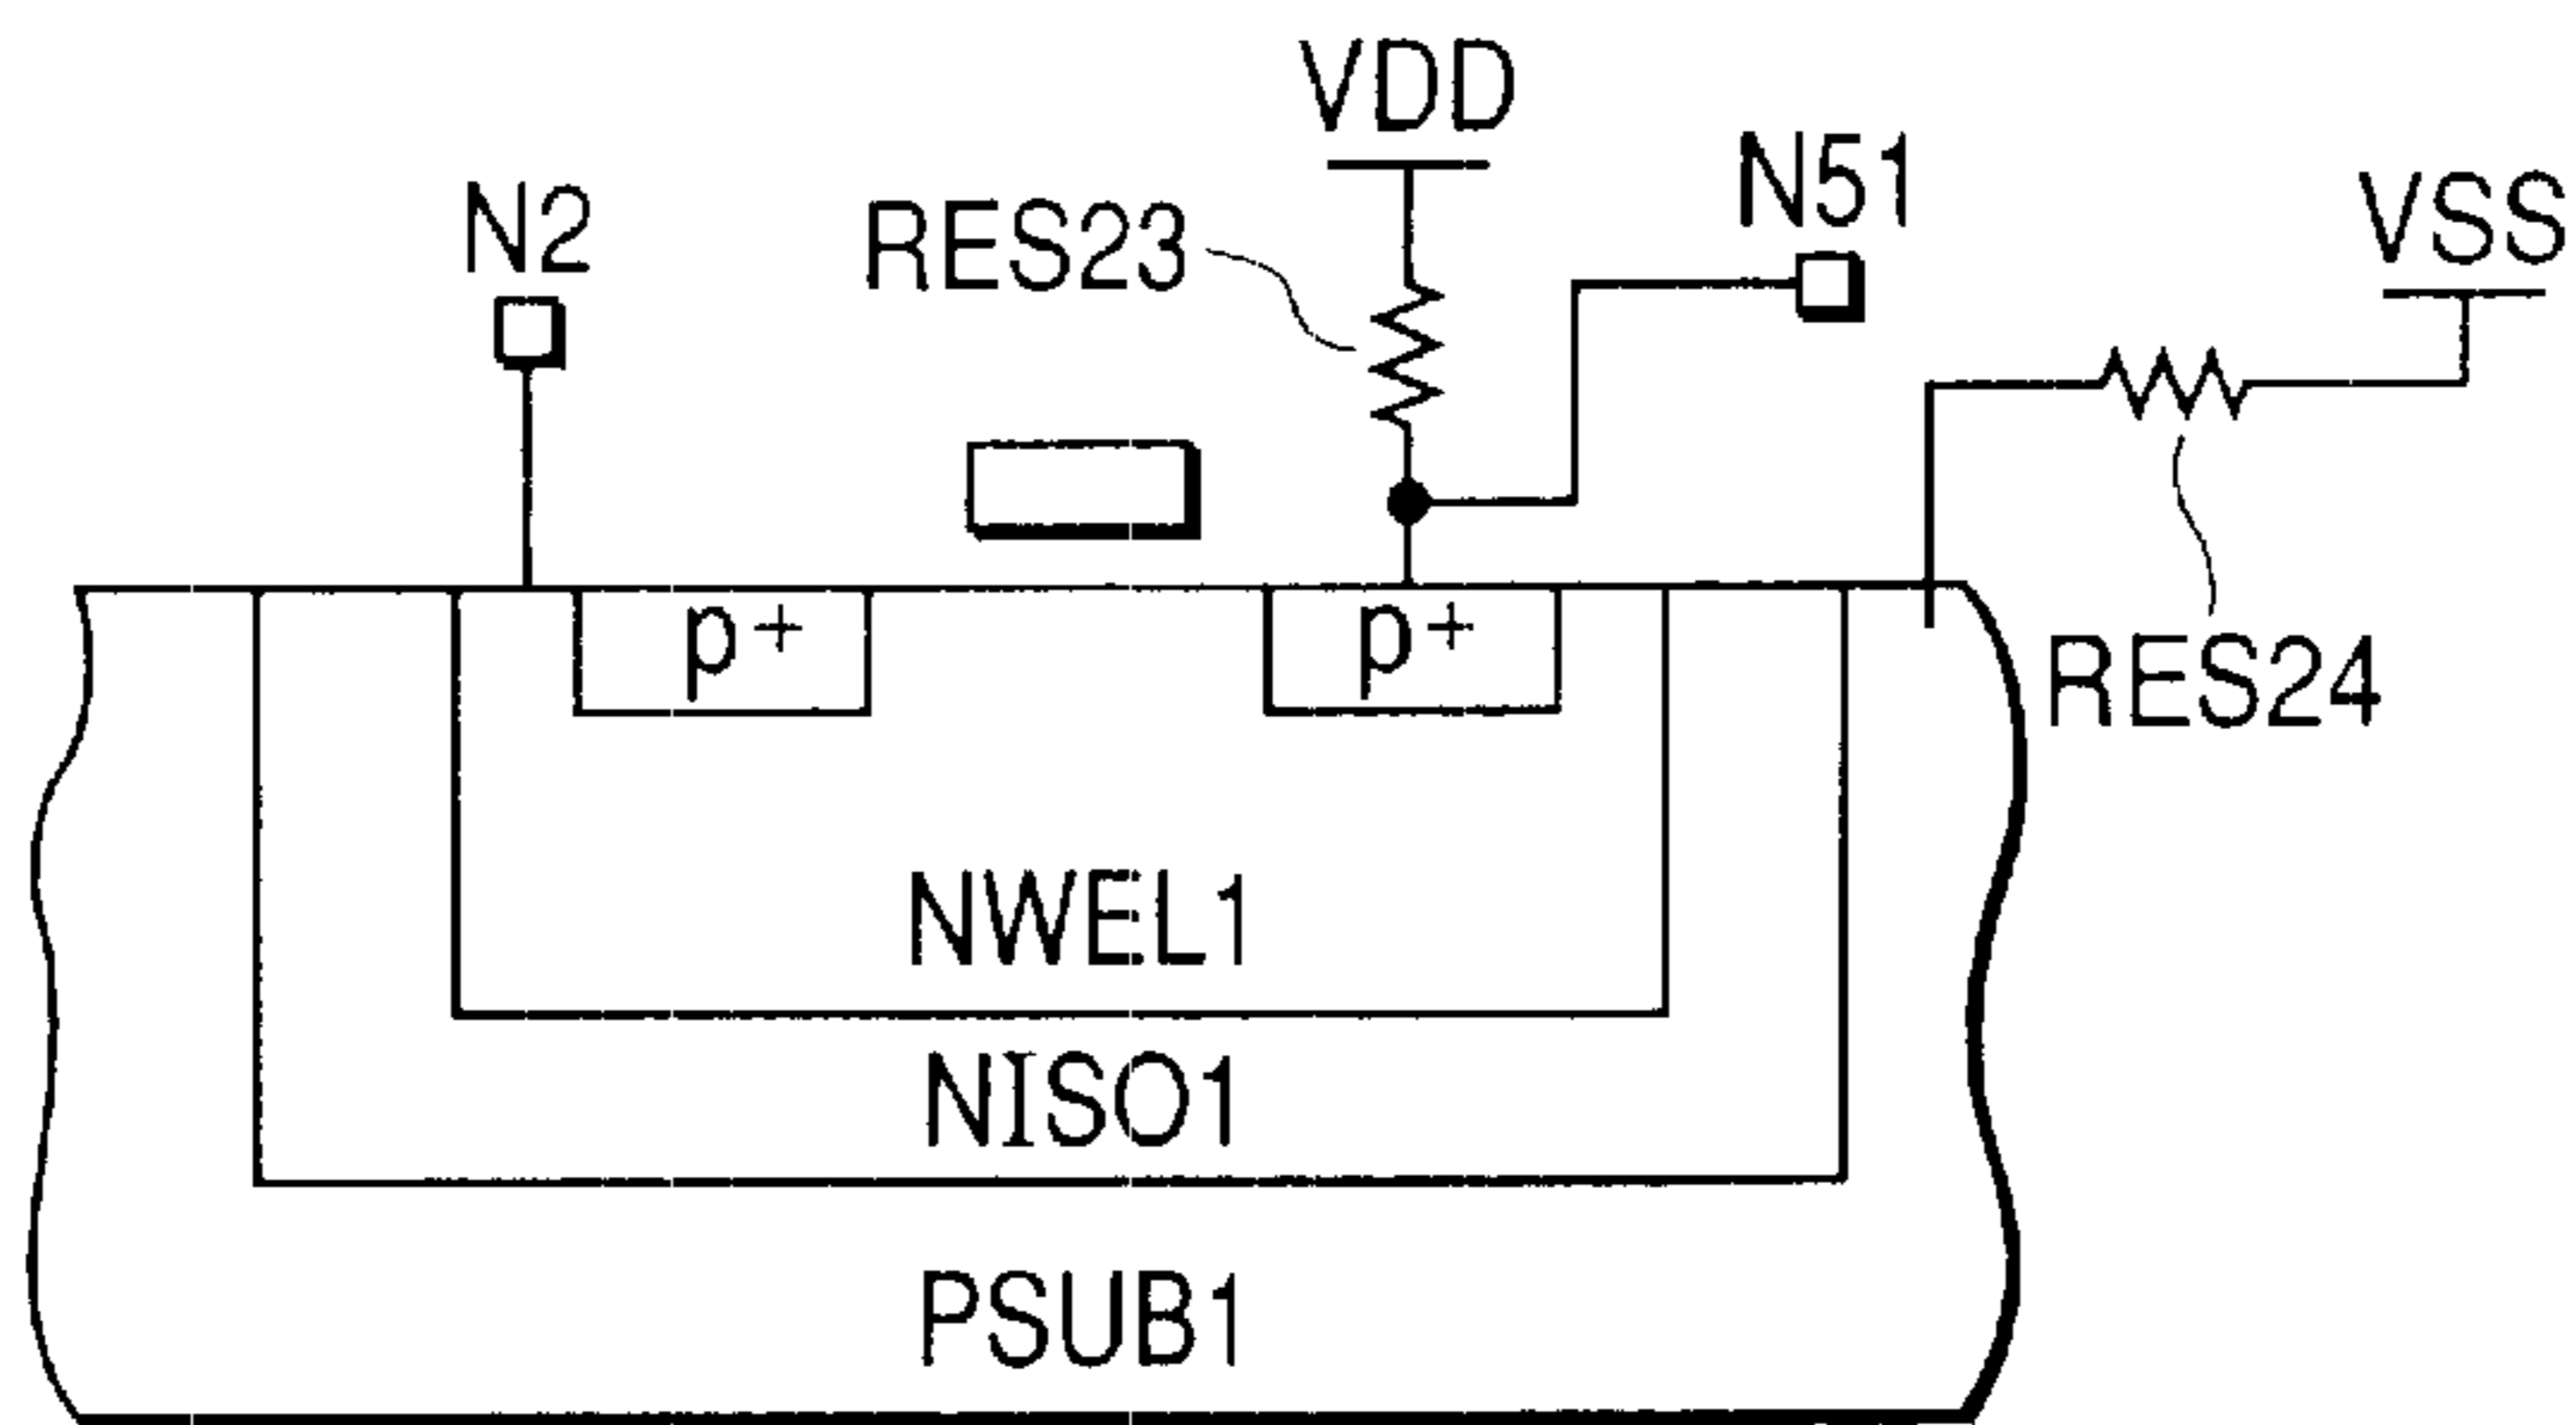 VDD
N51
N2
RES23
VSS
p+
p+
RES24
NWEL1
NISO1
PSUB1